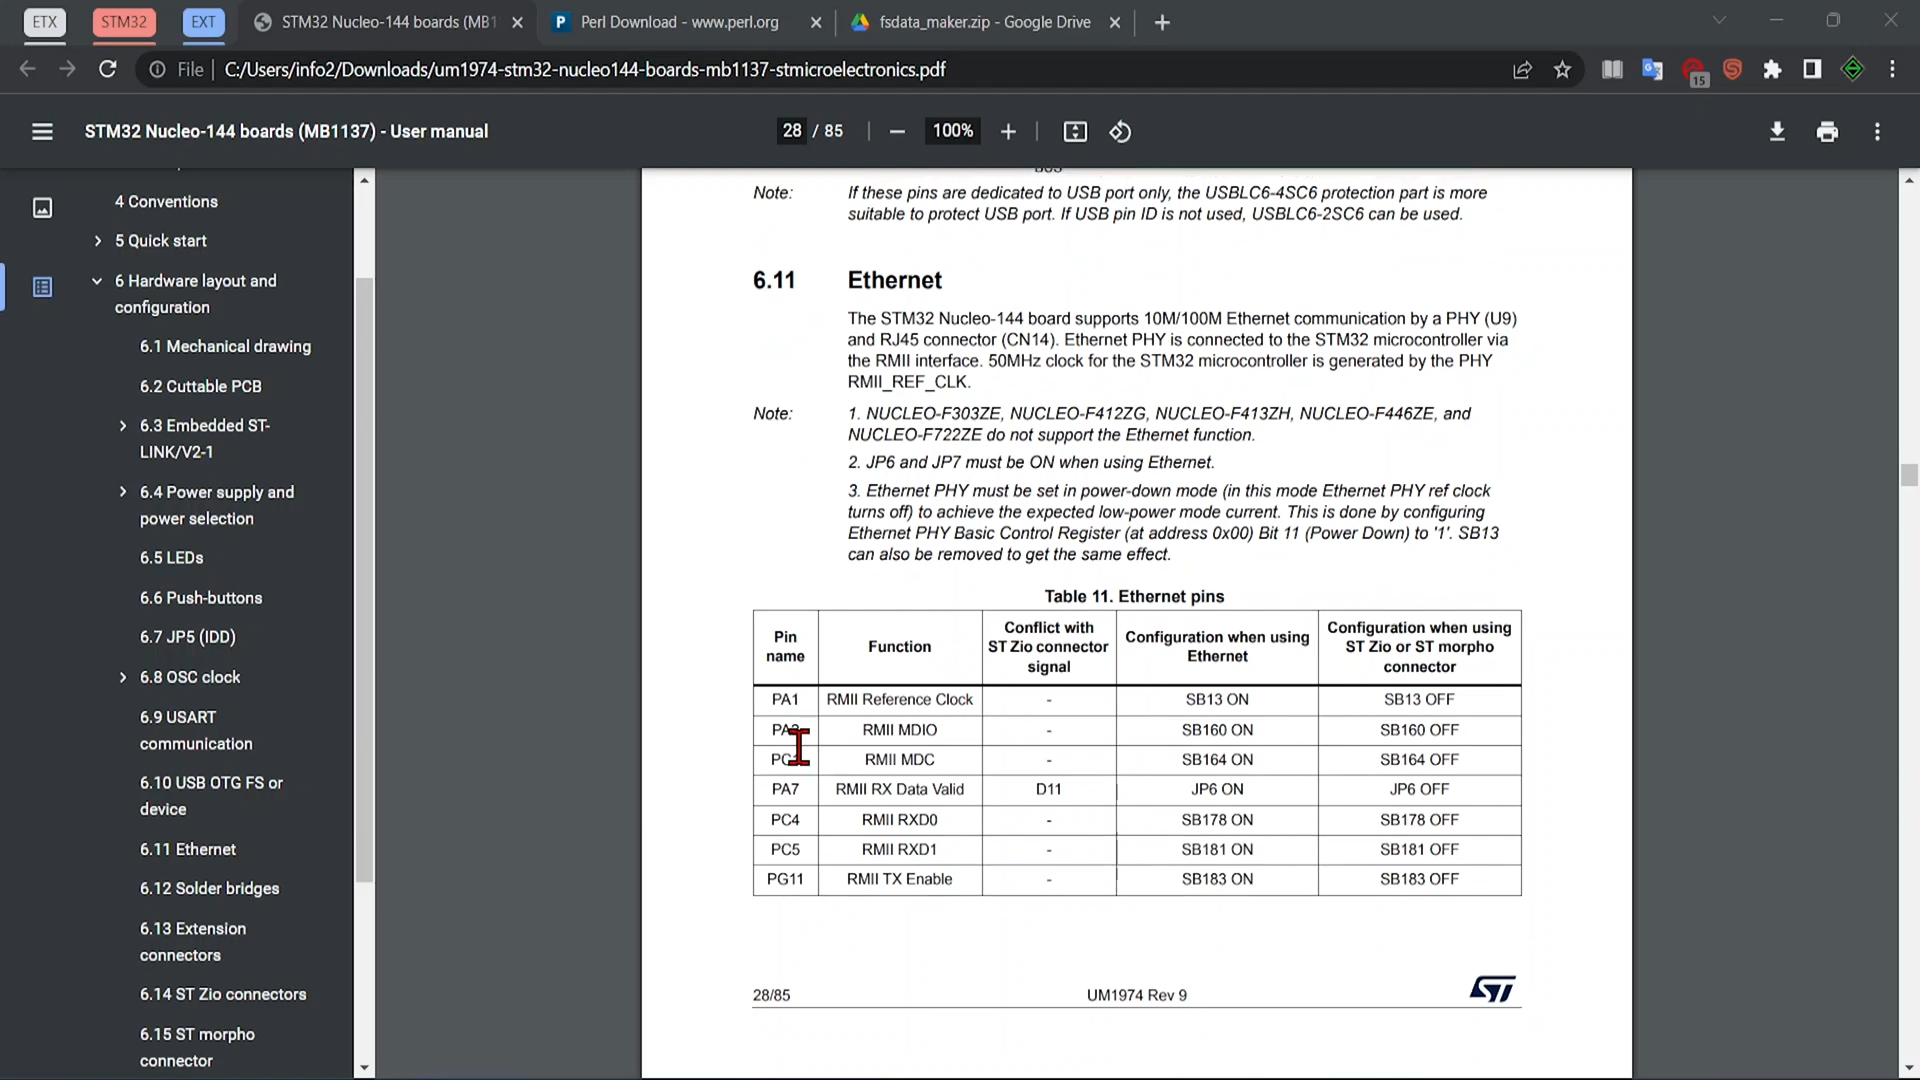 ETX
STM32
EXT
STM32 Nucleo-144 boards (MB1
Perl Download - www.perl.org
fsdata_maker.zip - Google Drive
File
C:/Users/info2/Downloads/um1974-stm32-nucleo144-boards-mb1137-stmicroelectronics.pdf
15
STM32 Nucleo-144 boards (MB1137) - User manual
28 / 85
100%
4 Conventions
5 Quick start
6 Hardware layout and
configuration
6.1 Mechanical drawing
6.2 Cuttable PCB
6.3 Embedded ST-
LINK/V2-1
6.4 Power supply and
power selection
6.5 LEDs
6.6 Push-buttons
6.7 JP5 (IDD)
6.8 OSC clock
6.9 USART
communication
6.10 USB OTG FS or
device
6.11 Ethernet
6.12 Solder bridges
6.13 Extension
connectors
6.14 ST Zio connectors
6.15 ST morpho
connector
Note: If these pins are dedicated to USB port only, the USBLC6-4SC6 protection part is more
suitable to protect USB port. If USB pin ID is not used, USBLC6-2SC6 can be used.
6.11 Ethernet
The STM32 Nucleo-144 board supports 10M/100M Ethernet communication by a PHY (U9)
and RJ45 connector (CN14). Ethernet PHY is connected to the STM32 microcontroller via
the RMII interface. 50MHz clock for the STM32 microcontroller is generated by the PHY
RMII_REF_CLK.
Note: 1. NUCLEO-F303ZE, NUCLEO-F412ZG, NUCLEO-F413ZH, NUCLEO-F446ZE, and
NUCLEO-F722ZE do not support the Ethernet function.
2. JP6 and JP7 must be ON when using Ethernet.
3. Ethernet PHY must be set in power-down mode (in this mode Ethernet PHY ref clock
turns off) to achieve the expected low-power mode current. This is done by configuring
Ethernet PHY Basic Control Register (at address 0x00) Bit 11 (Power Down) to '1'. SB13
can also be removed to get the same effect.
Table 11. Ethernet pins
Pin name Function Conflict with ST Zio connector signal Configuration when using Ethernet Configuration when using ST Zio or ST morpho connector
PA1 RMII Reference Clock - SB13 ON SB13 OFF
RMII MDIO - SB160 ON SB160 OFF
RMII MDC - SB164 ON SB164 OFF
PA7 RMII RX Data Valid D11 JP6 ON JP6 OFF
PC4 RMII RXD0 - SB178 ON SB178 OFF
PC5 RMII RXD1 - SB181 ON SB181 OFF
PG11 RMII TX Enable - SB183 ON SB183 OFF
28/85
UM1974 Rev 9
ST